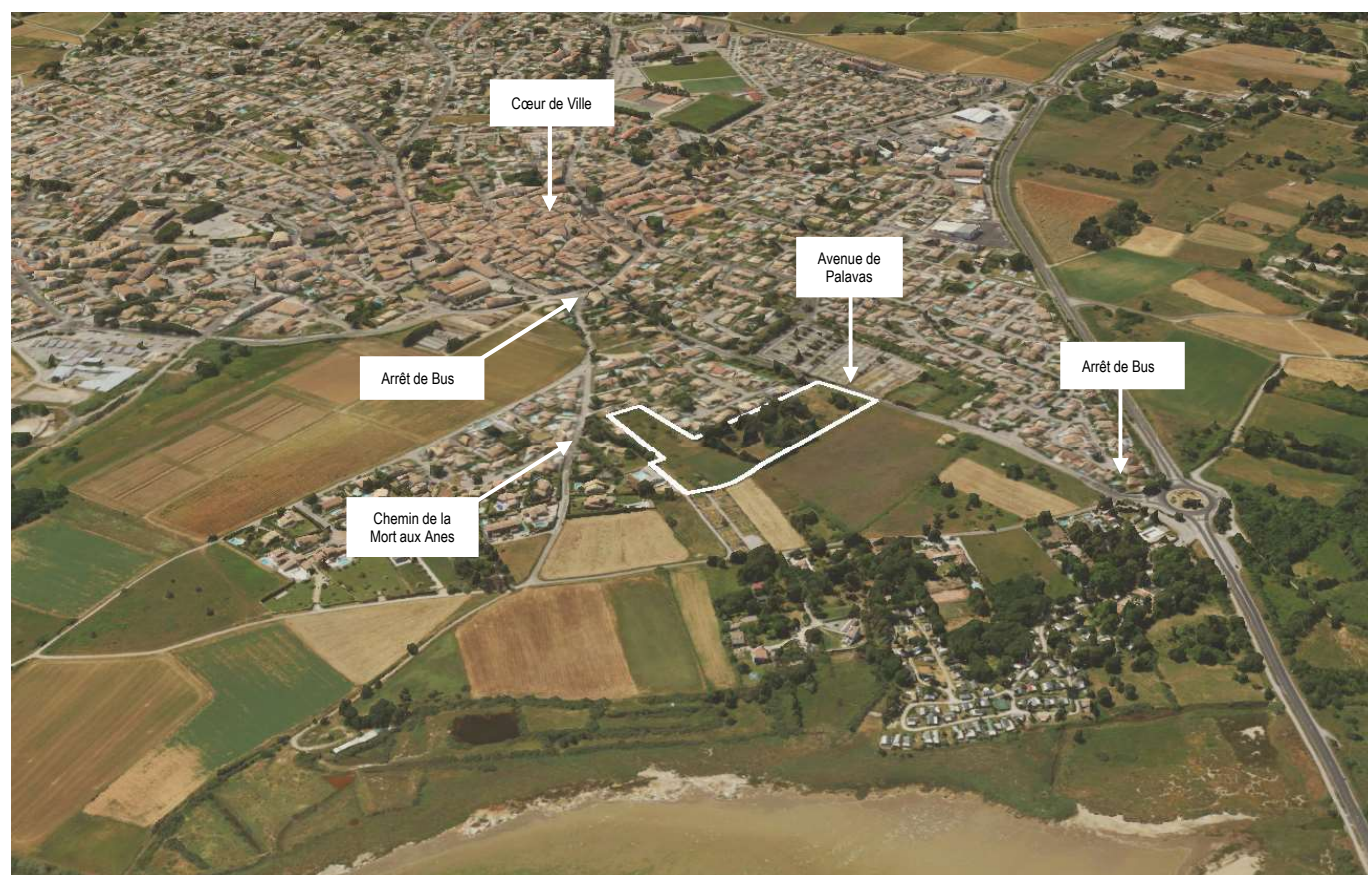 Cœur de Ville
Avenue de
Palavas
Arrêt de Bus
Arrêt de Bus
Chemin de la
Mort aux Anes